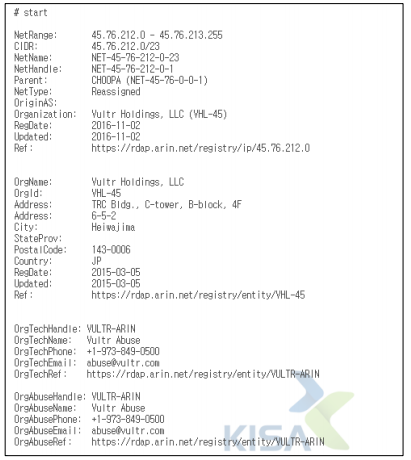 # start
NetRange: 45.76.212.0 - 45.76.213.255
CIDR: 45.76.212.0/23
NetName: NET-45-76-212-0-23
NetHandle: NET-45-76-212-0-1
Parent: CHOOPA (NET-45-76-0-0-1)
NetType: Reassigned
OriginAS:
Organization: Vultr Holdings, LLC (VHL-45)
RegDate: 2016-11-02
Updated: 2016-11-02
Ref: https://rdap.arin.net/registry/ip/45.76.212.0
OrgName: Vultr Holdings, LLC
OrgId: VHL-45
Address: TRC Bldg., C-tower, B-block, 4F
Address: 6-5-2
City: Heiwajima
StateProv:
PostalCode: 143-0006
Country: JP
RegDate: 2015-03-05
Updated: 2015-03-05
Ref: https://rdap.arin.net/registry/entity/VHL-45
OrgTechHandle: VULTR-ARIN
OrgTechName: Vultr Abuse
OrgTechPhone: +1-973-849-0500
OrgTechEmail: abuse@vultr.com
OrgTechRef: https://rdap.arin.net/registry/entity/VULTR-ARIN
OrgAbuseHandle: VULTR-ARIN
OrgAbuseName: Vultr Abuse
OrgAbusePhone: +1-973-849-0500
OrgAbuseEmail: abuse@vultr.com
OrgAbuseRef: https://rdap.arin.net/registry/entity/VULTR-ARIN
KISA